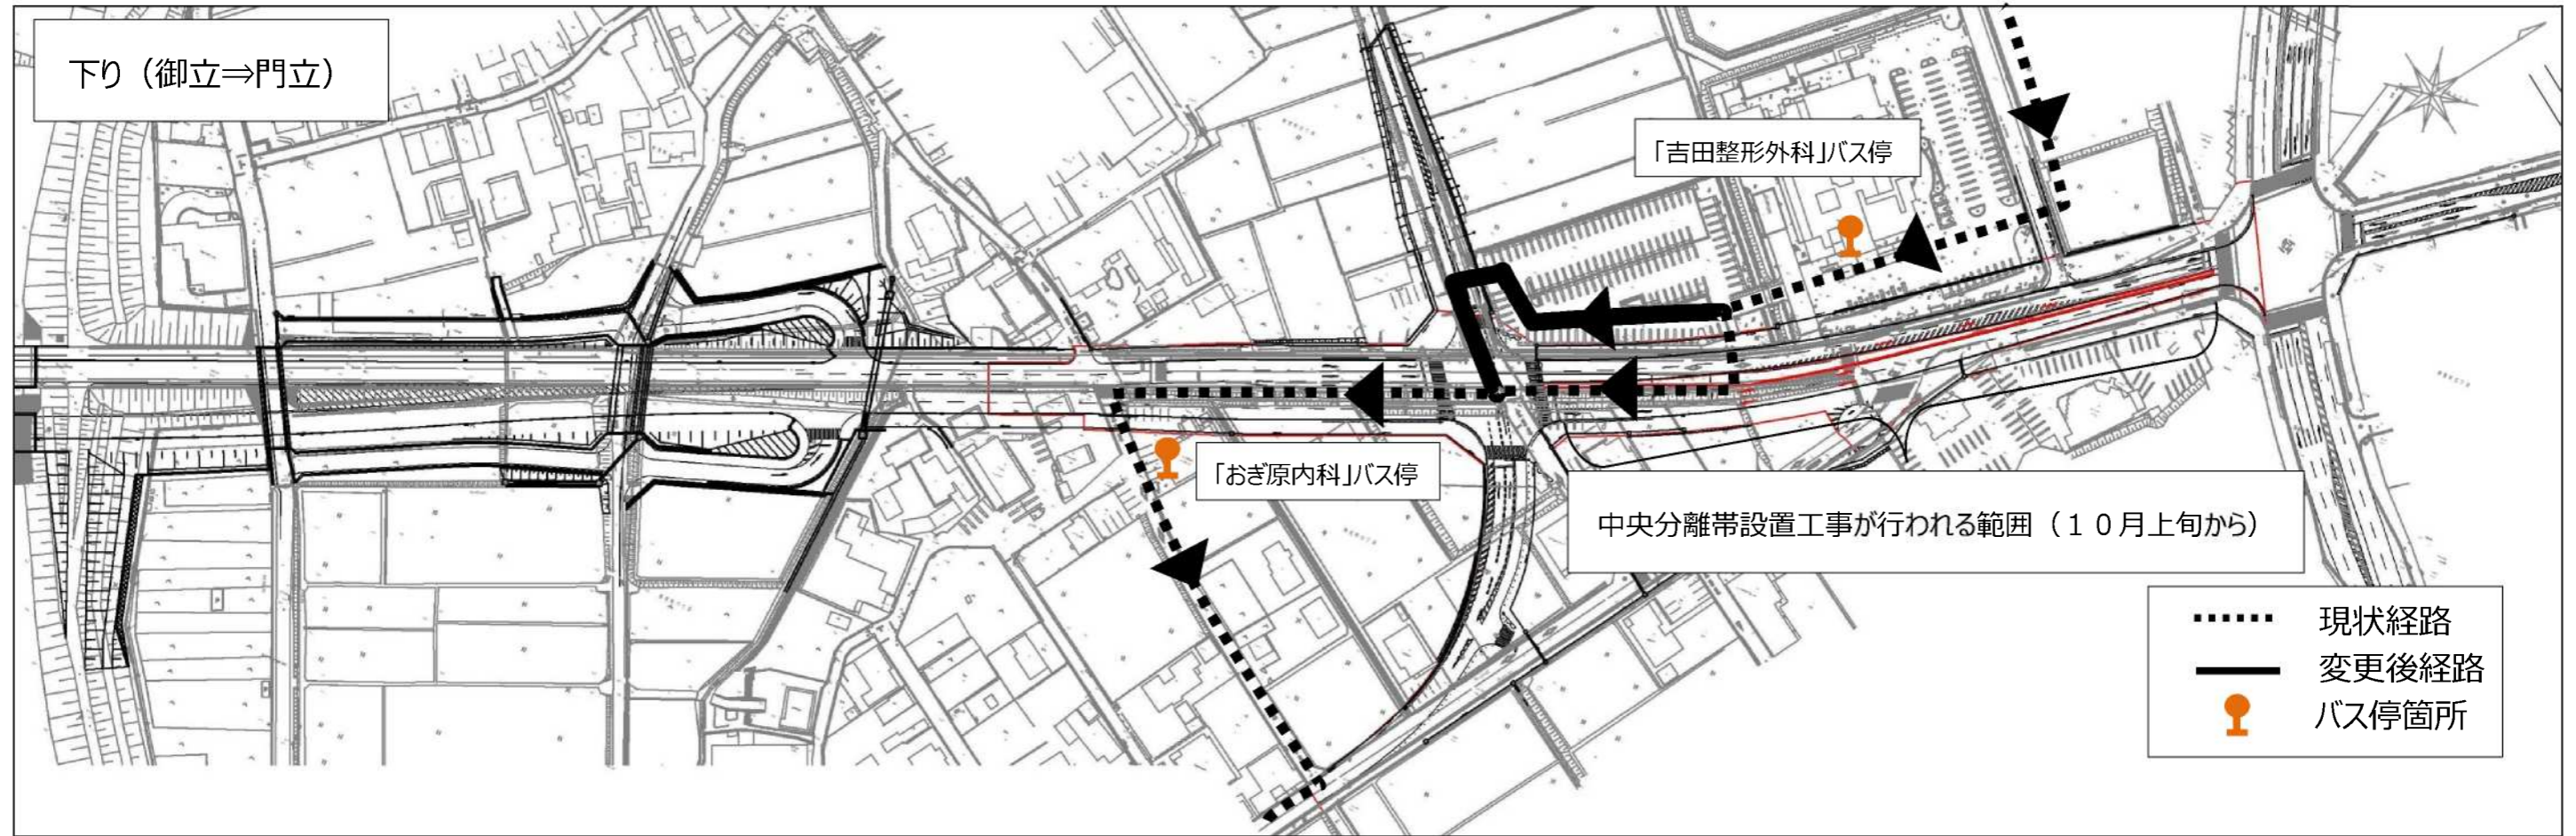 下り（御立⇒門立）
「吉田整形外科」バス停
「おぎ原内科」バス停
中央分離帯設置工事が行われる範囲（１０月上旬から）
現状経路
変更後経路
バス停箇所